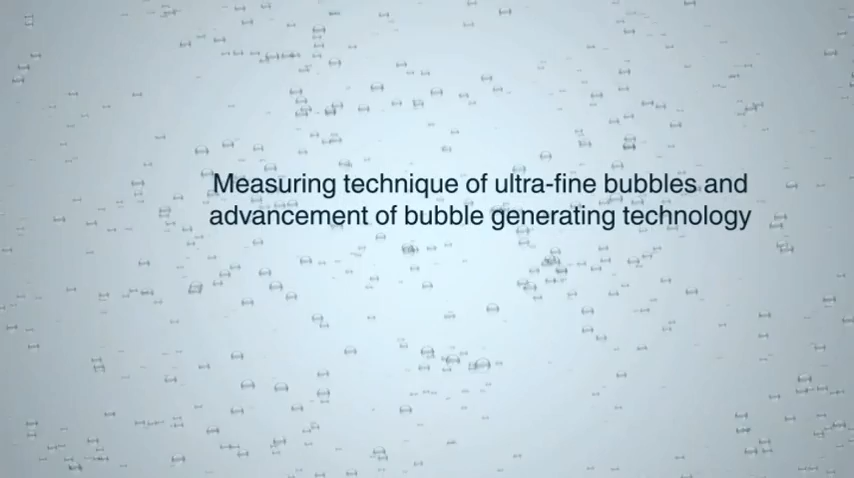 Measuring technique of ultra-fine bubbles and
advancement of bubble generating technology